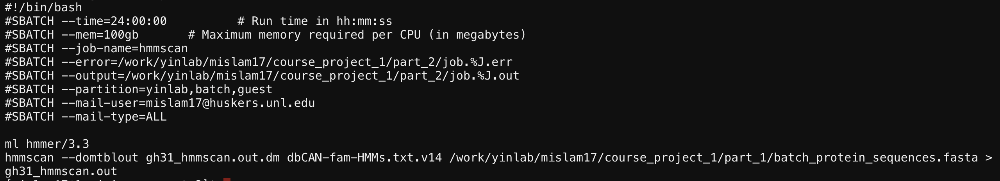 #!/bin/bash
#SBATCH --time=24:00:00          # Run time in hh:mm:ss
#SBATCH --mem=100gb       # Maximum memory required per CPU (in megabytes)
#SBATCH --job-name=hmmscan
#SBATCH --error=/work/yinlab/mislam17/course_project_1/part_2/job.%J.err
#SBATCH --output=/work/yinlab/mislam17/course_project_1/part_2/job.%J.out
#SBATCH --partition=yinlab,batch,guest
#SBATCH --mail-user=mislam17@huskers.unl.edu
#SBATCH --mail-type=ALL
ml hmmer/3.3
hmmscan --domtblout gh31_hmmscan.out.dm dbCAN-fam-HMMs.txt.v14 /work/yinlab/mislam17/course_project_1/part_1/batch_protein_sequences.fasta >
gh31_hmmscan.out